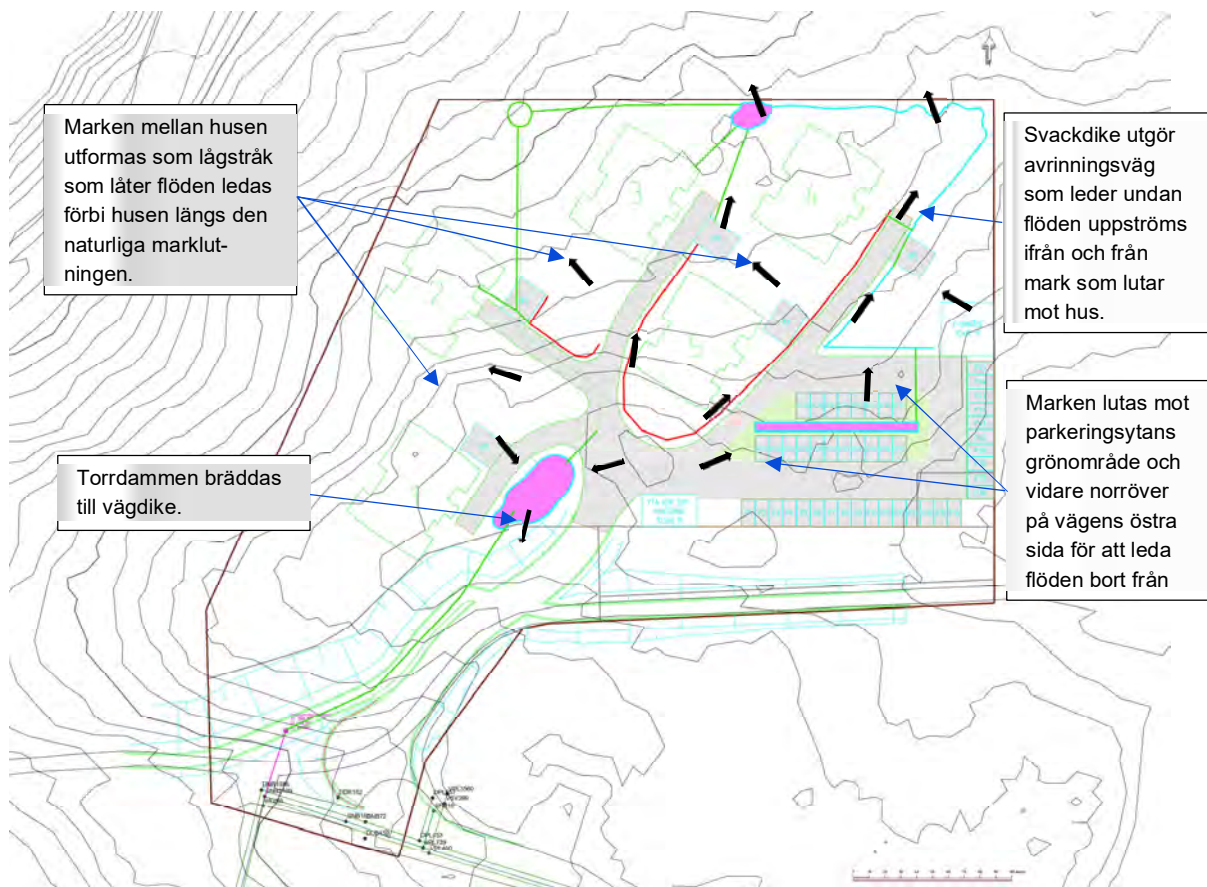 Marken mellan husen
utformas som lågstråk
som låter flöden ledas
förbi husen längs den
naturliga marklut-
ningen.
Svackdike utgör
avrinningsväg
som leder undan
flöden uppströms
ifrån och från
mark som lutar
mot hus.
Marken lutas mot
parkeringsytans
grönområde och
vidare norröver
på vägens östra
sida för att leda
flöden bort från
Torrdammen bräddas
till vägdike.